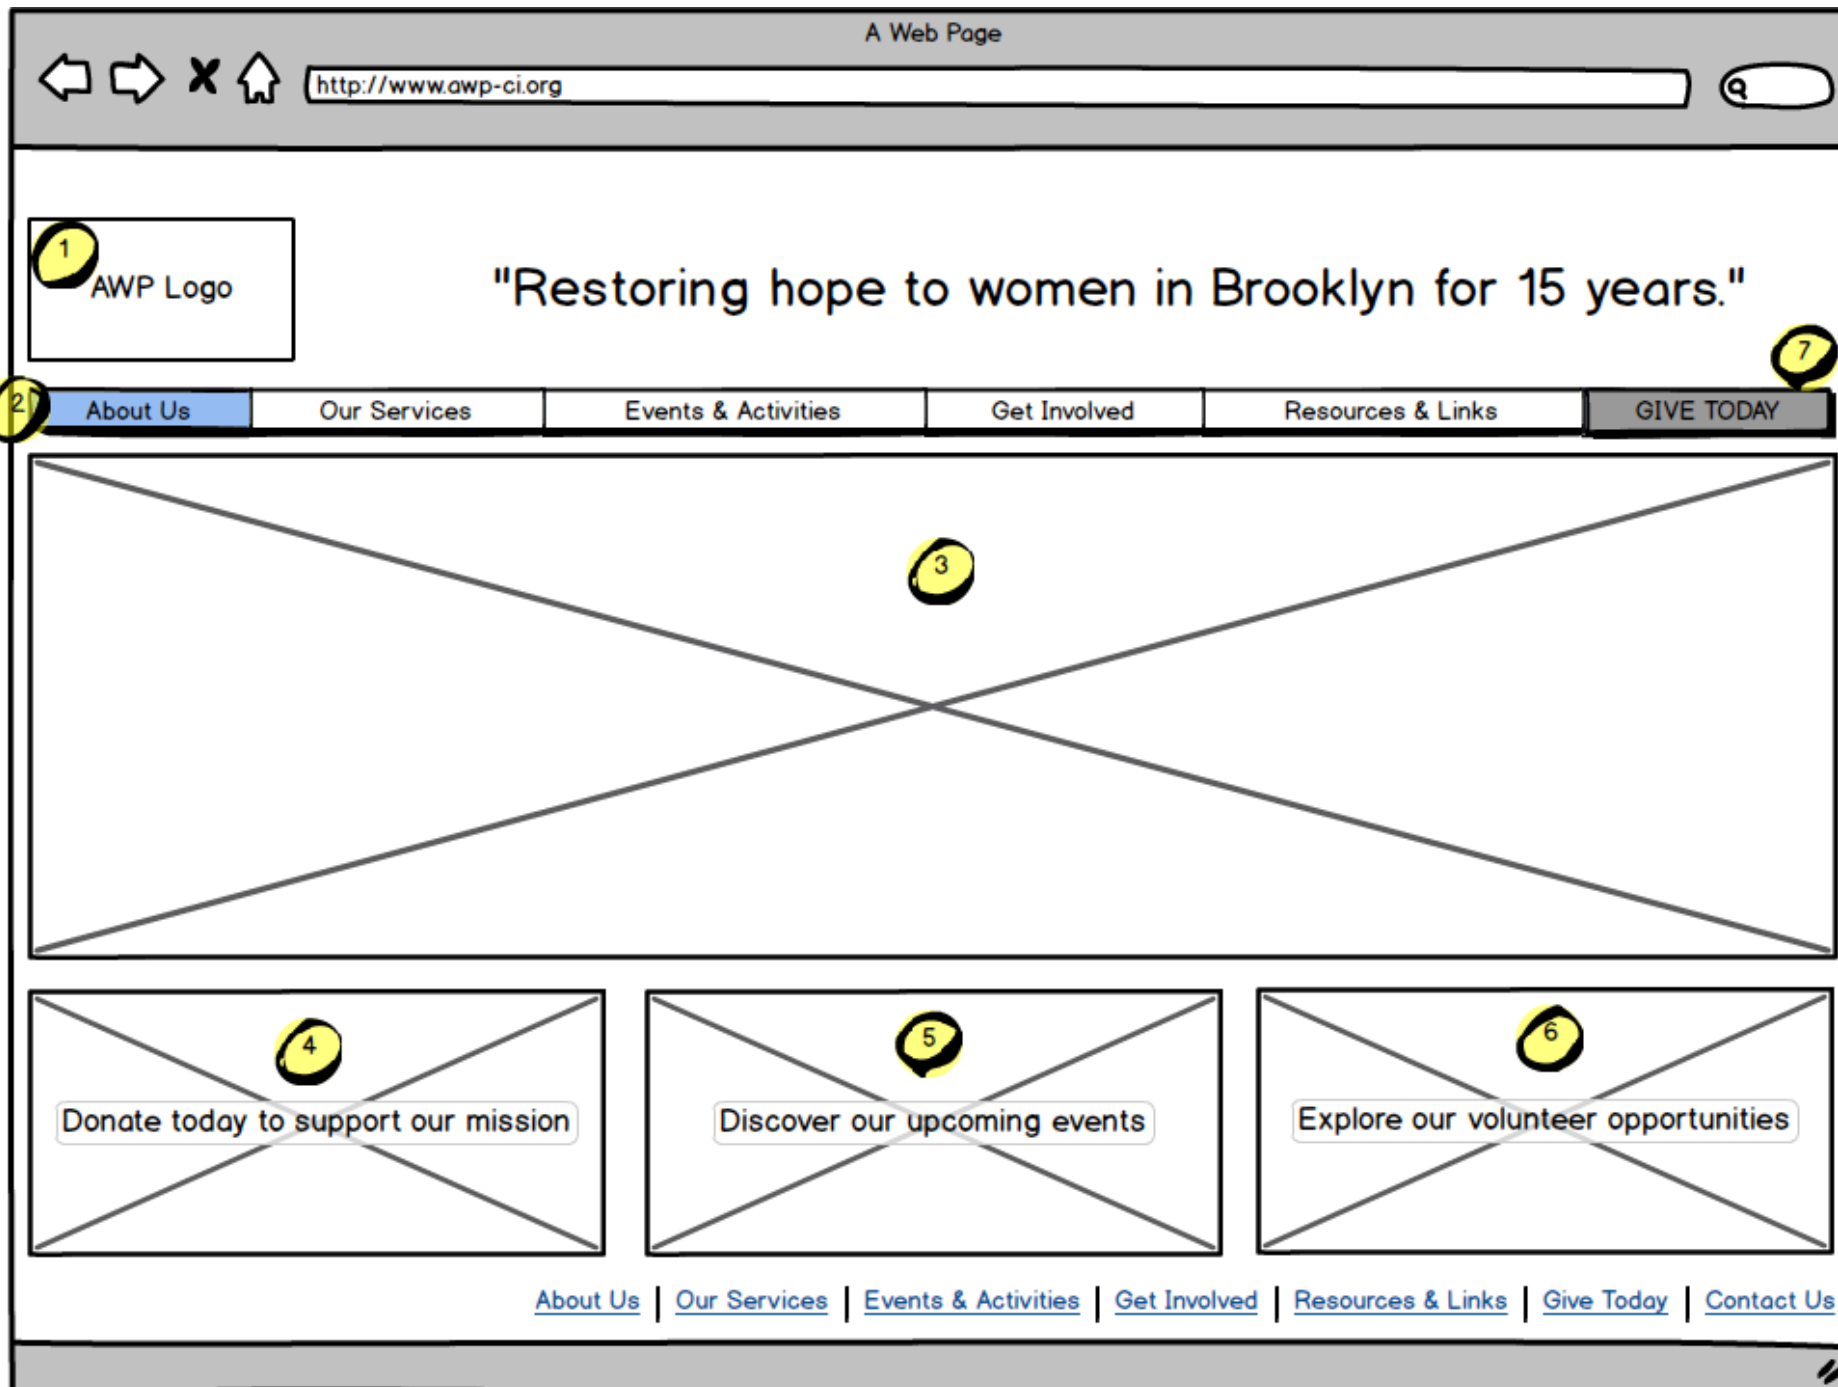 A Web Page
http://www.awp-ci.org
1
AWP Logo
"Restoring hope to women in Brooklyn for 15 years."
7
2
About Us Our Services Events & Activities Get Involved Resources & Links GIVE TODAY
3
4 5 6
Donate today to support our mission Discover our upcoming events Explore our volunteer opportunities
About Us | Our Services | Events & Activities | Get Involved | Resources & Links | Give Today | Contact Us